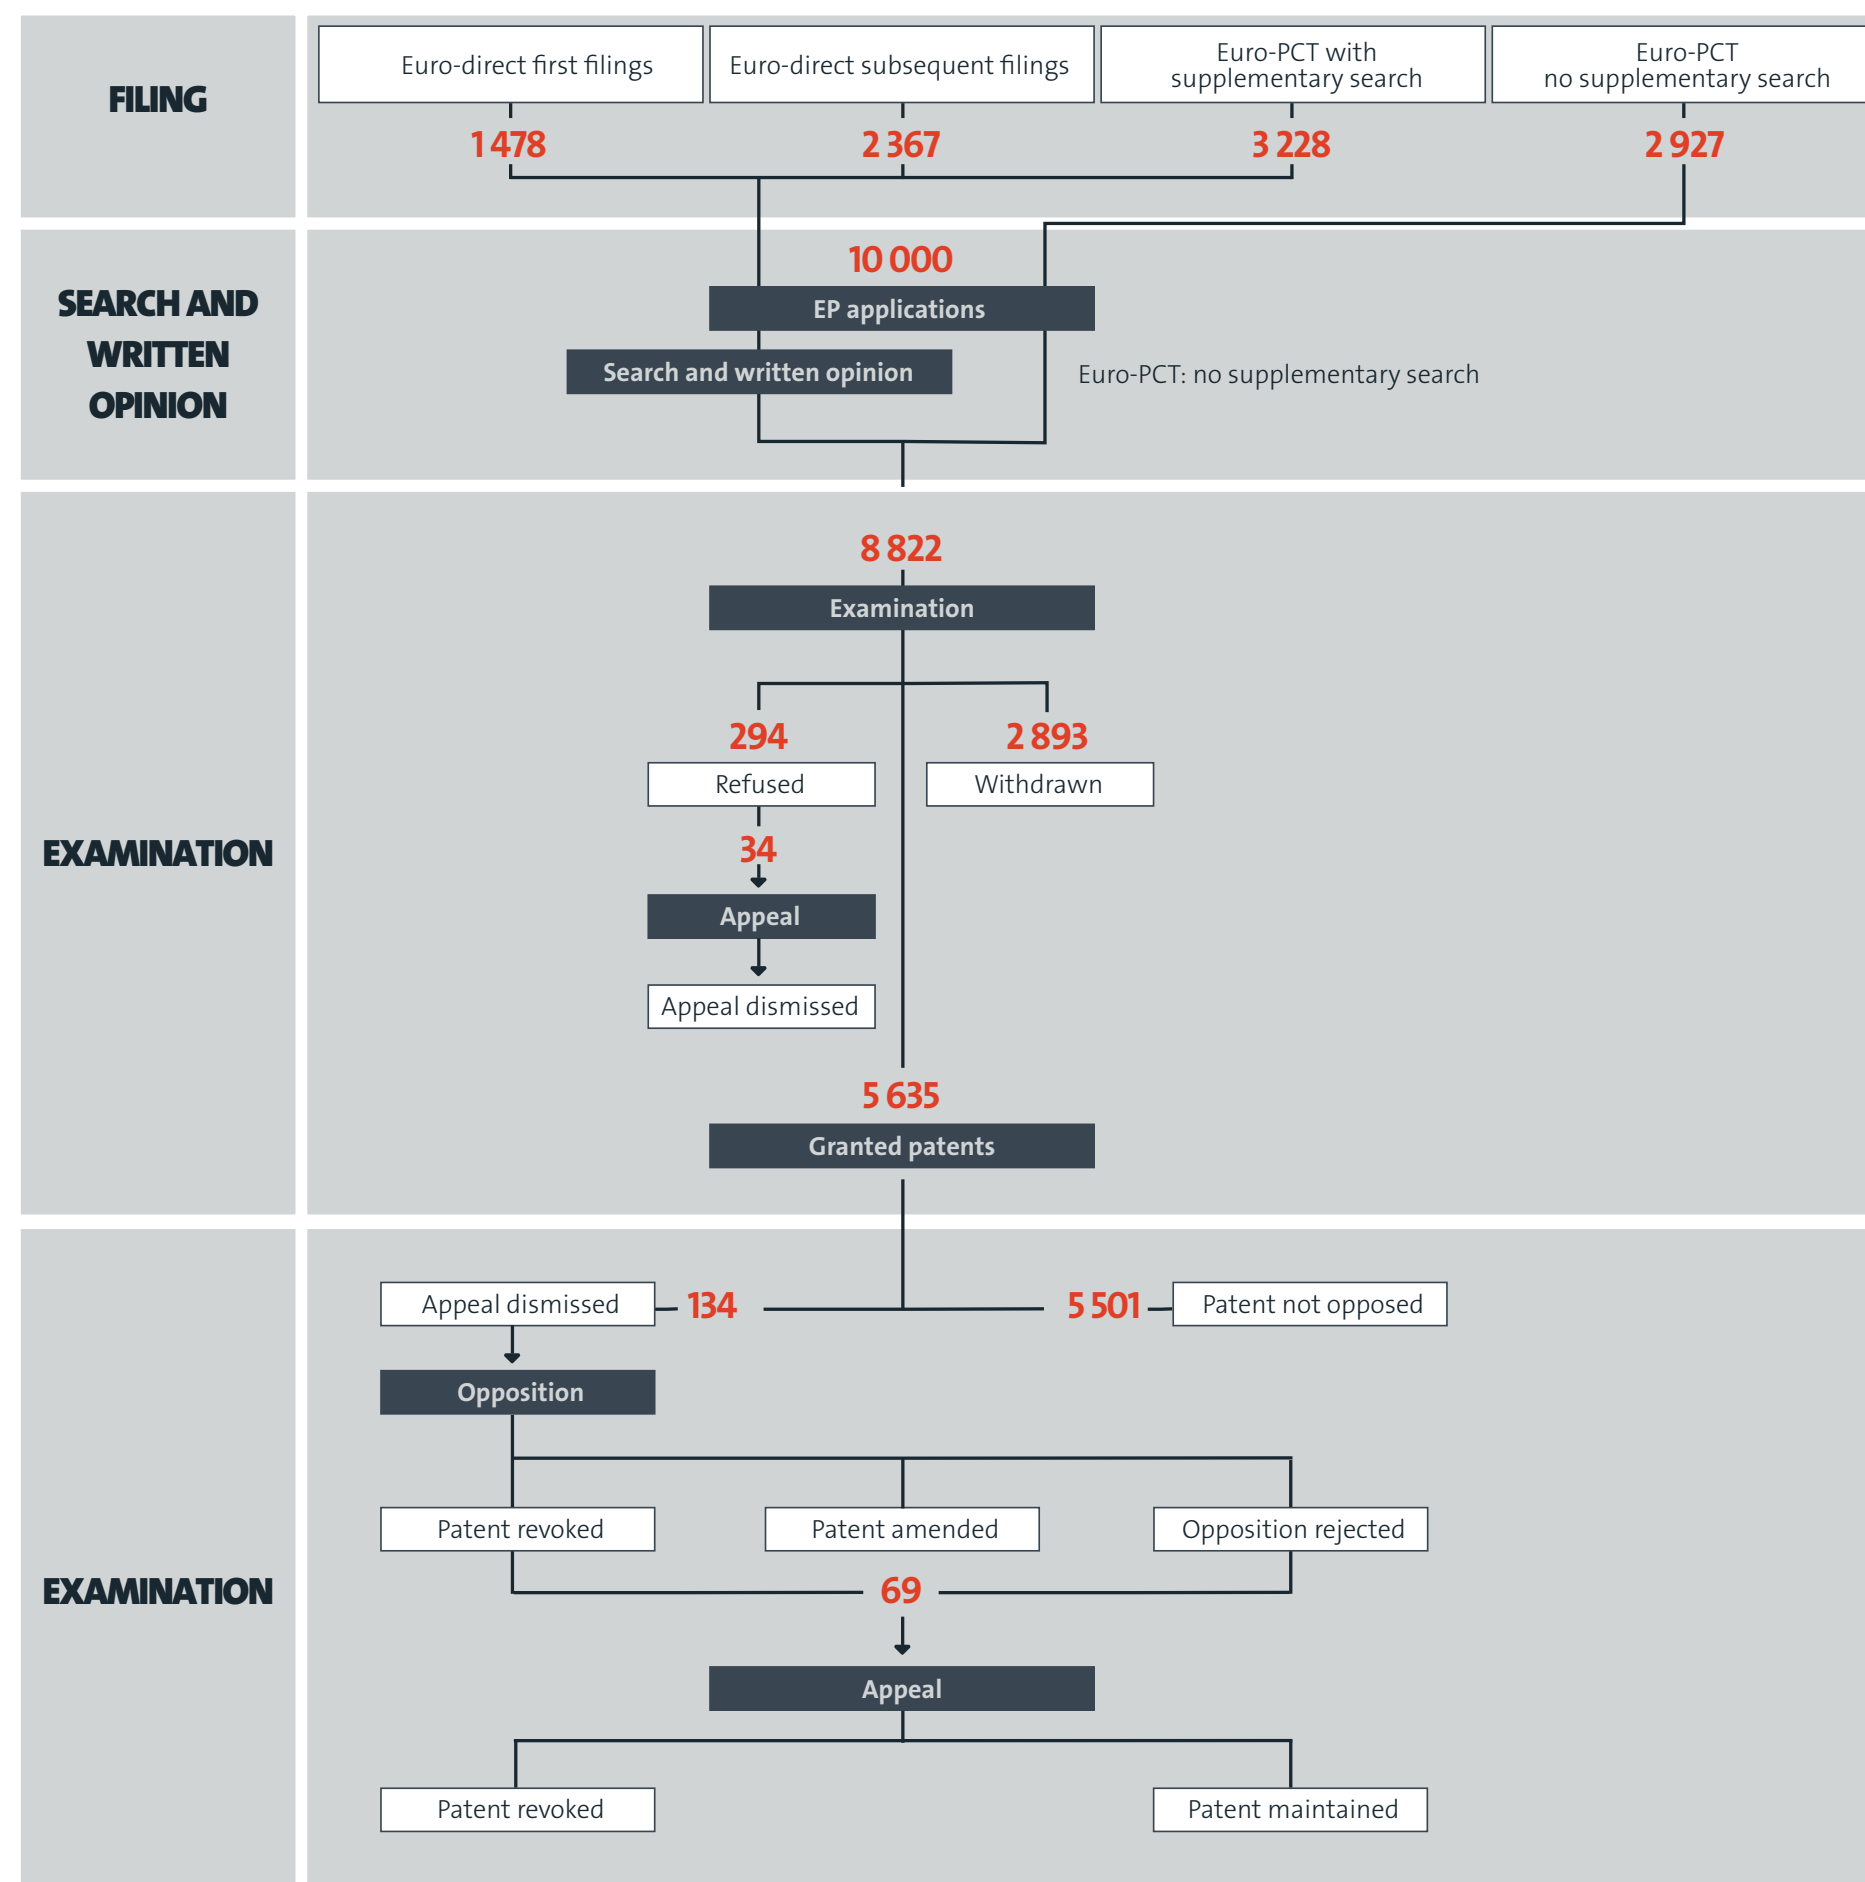 FILING
Euro-direct first filings
Euro-direct subsequent filings
Euro-PCT with
supplementary search
Euro-PCT
no supplementary search
1 478
2 367
3 228
2 927
SEARCH AND
WRITTEN
OPINION
10 000
EP applications
Search and written opinion
Euro-PCT: no supplementary search
EXAMINATION
8 822
Examination
294
2 893
Refused
Withdrawn
34
Appeal
Appeal dismissed
5 635
Granted patents
EXAMINATION
Appeal dismissed
134
5 501
Patent not opposed
Opposition
Patent revoked
Patent amended
Opposition rejected
69
Appeal
Patent revoked
Patent maintained